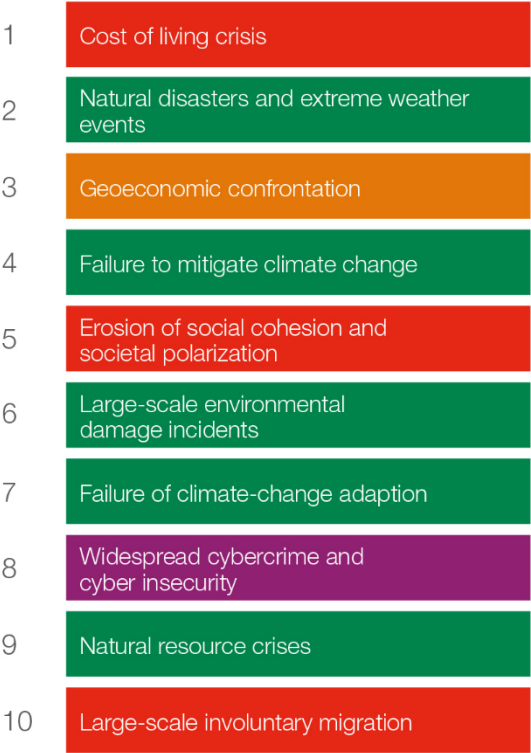 1 Cost of living crisis
2 Natural disasters and extreme weather
events
3 Geoeconomic confrontation
4 Failure to mitigate climate change
5 Erosion of social cohesion and
societal polarization
6 Large-scale environmental
damage incidents
7 Failure of climate-change adaption
8 Widespread cybercrime and
cyber insecurity
9 Natural resource crises
10 Large-scale involuntary migration